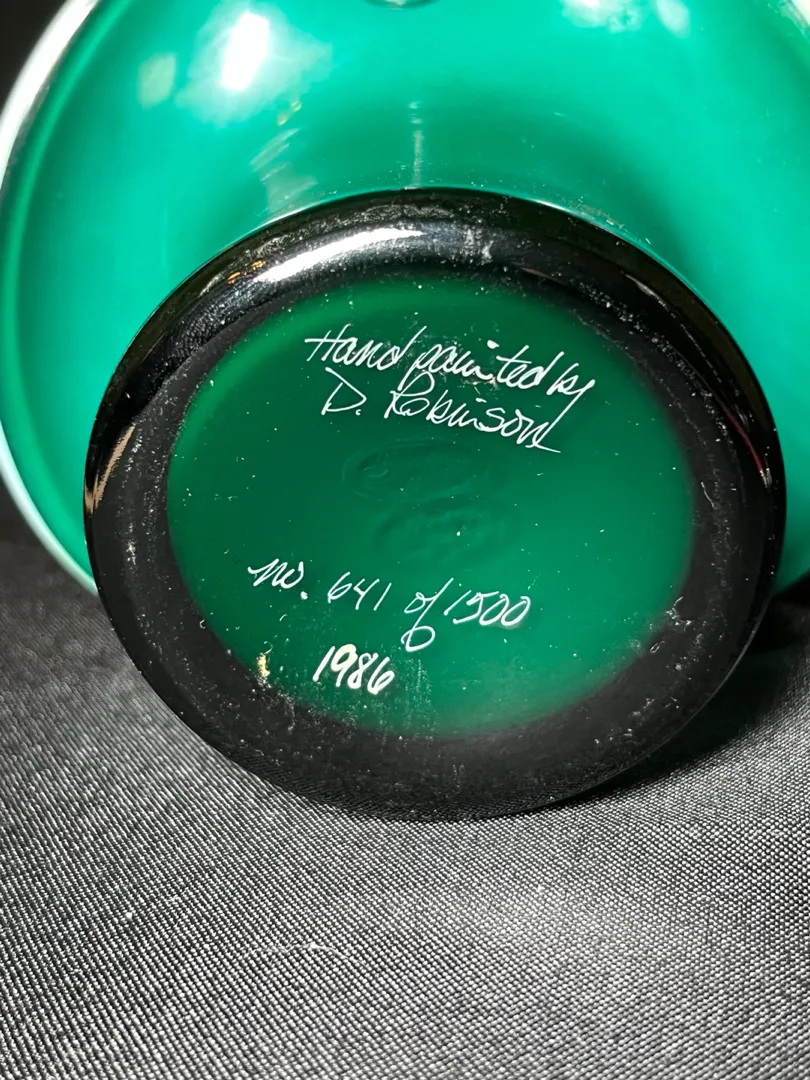 Hand painted by
D. Robinson
no. 641 of 1500
1986